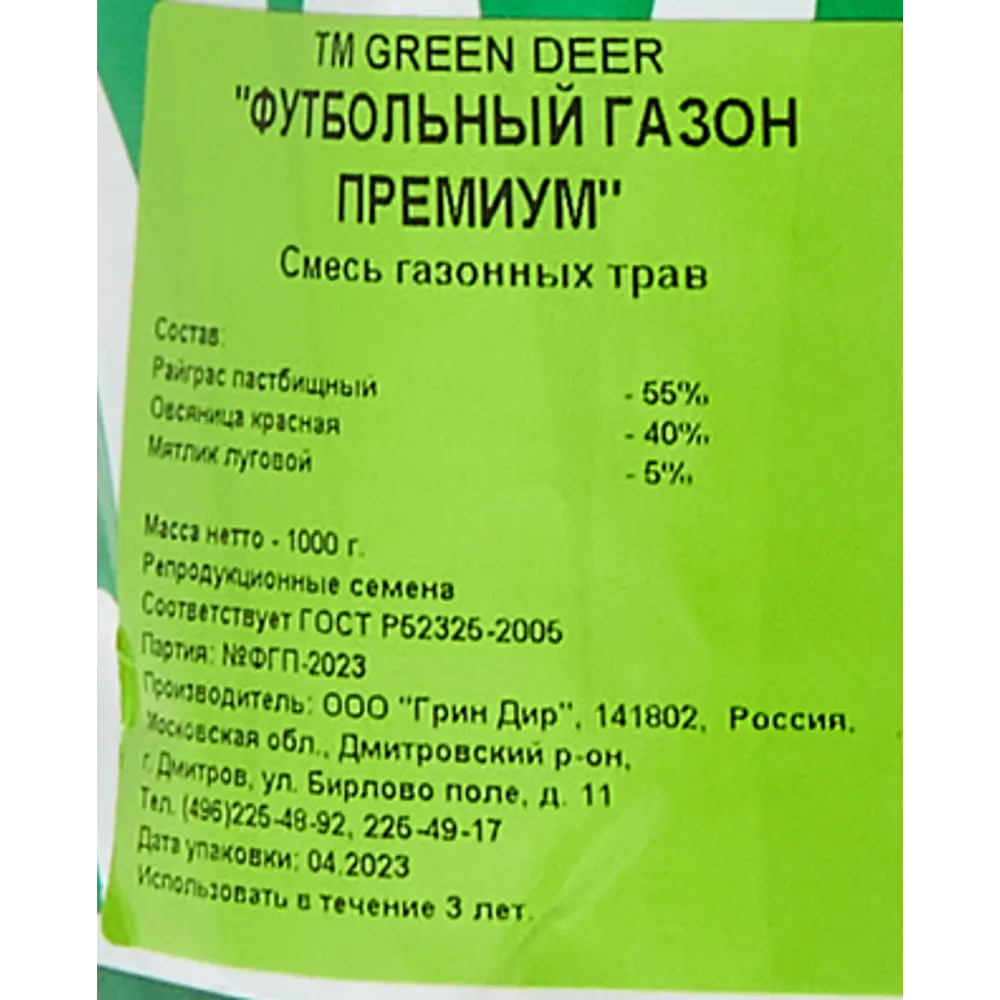 TM GREEN DEER
"ФУТБОЛЬНЫЙ ГАЗОН
ПРЕМИУМ"
Смесь газонных трав
Состав:
Райграс пастбищный - 55%
Овсяница красная - 40%
Мятлик луговой - 5%
Масса нетто - 1000 г.
Репродукционные семена
Соответствует ГОСТ Р52325-2005
Партия: №ФГП-2023
Производитель: ООО "Грин Дир", 141802, Россия,
Московская обл., Дмитровский р-он,
г. Дмитров, ул. Бирлово поле, д. 11
Тел. (496)225-48-92, 225-49-17
Дата упаковки: 04.2023
Использовать в течение 3 лет.